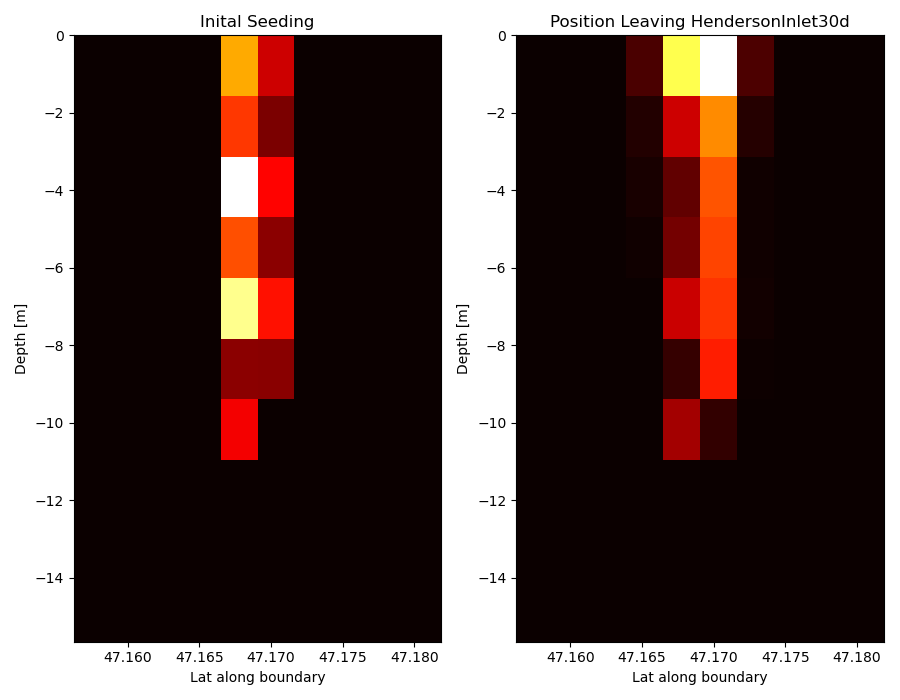 Inital Seeding
0
−2
−4
−6
−8
−10
−12
−14
Depth [m]
47.160 47.165 47.170 47.175 47.180
Lat along boundary
Position Leaving HendersonInlet30d
0
−2
−4
−6
−8
−10
−12
−14
Depth [m]
47.160 47.165 47.170 47.175 47.180
Lat along boundary